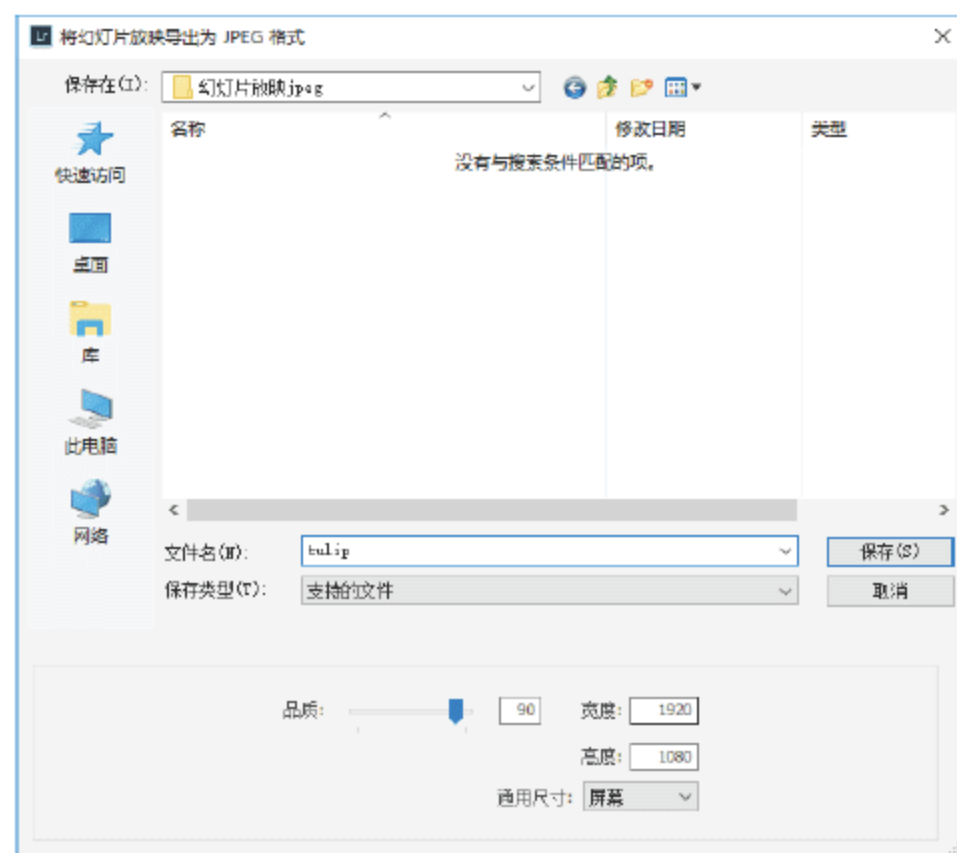 Lr 将幻灯片放映导出为 JPEG 格式
保存在(I): 幻灯片放映jpeg
名称 修改日期 类型
没有与搜索条件匹配的项。
快速访问
桌面
库
此电脑
网络
文件名(N): tulip 保存(S)
保存类型(T): 支持的文件 取消
品质: 90 宽度: 1920
高度: 1080
通用尺寸: 屏幕